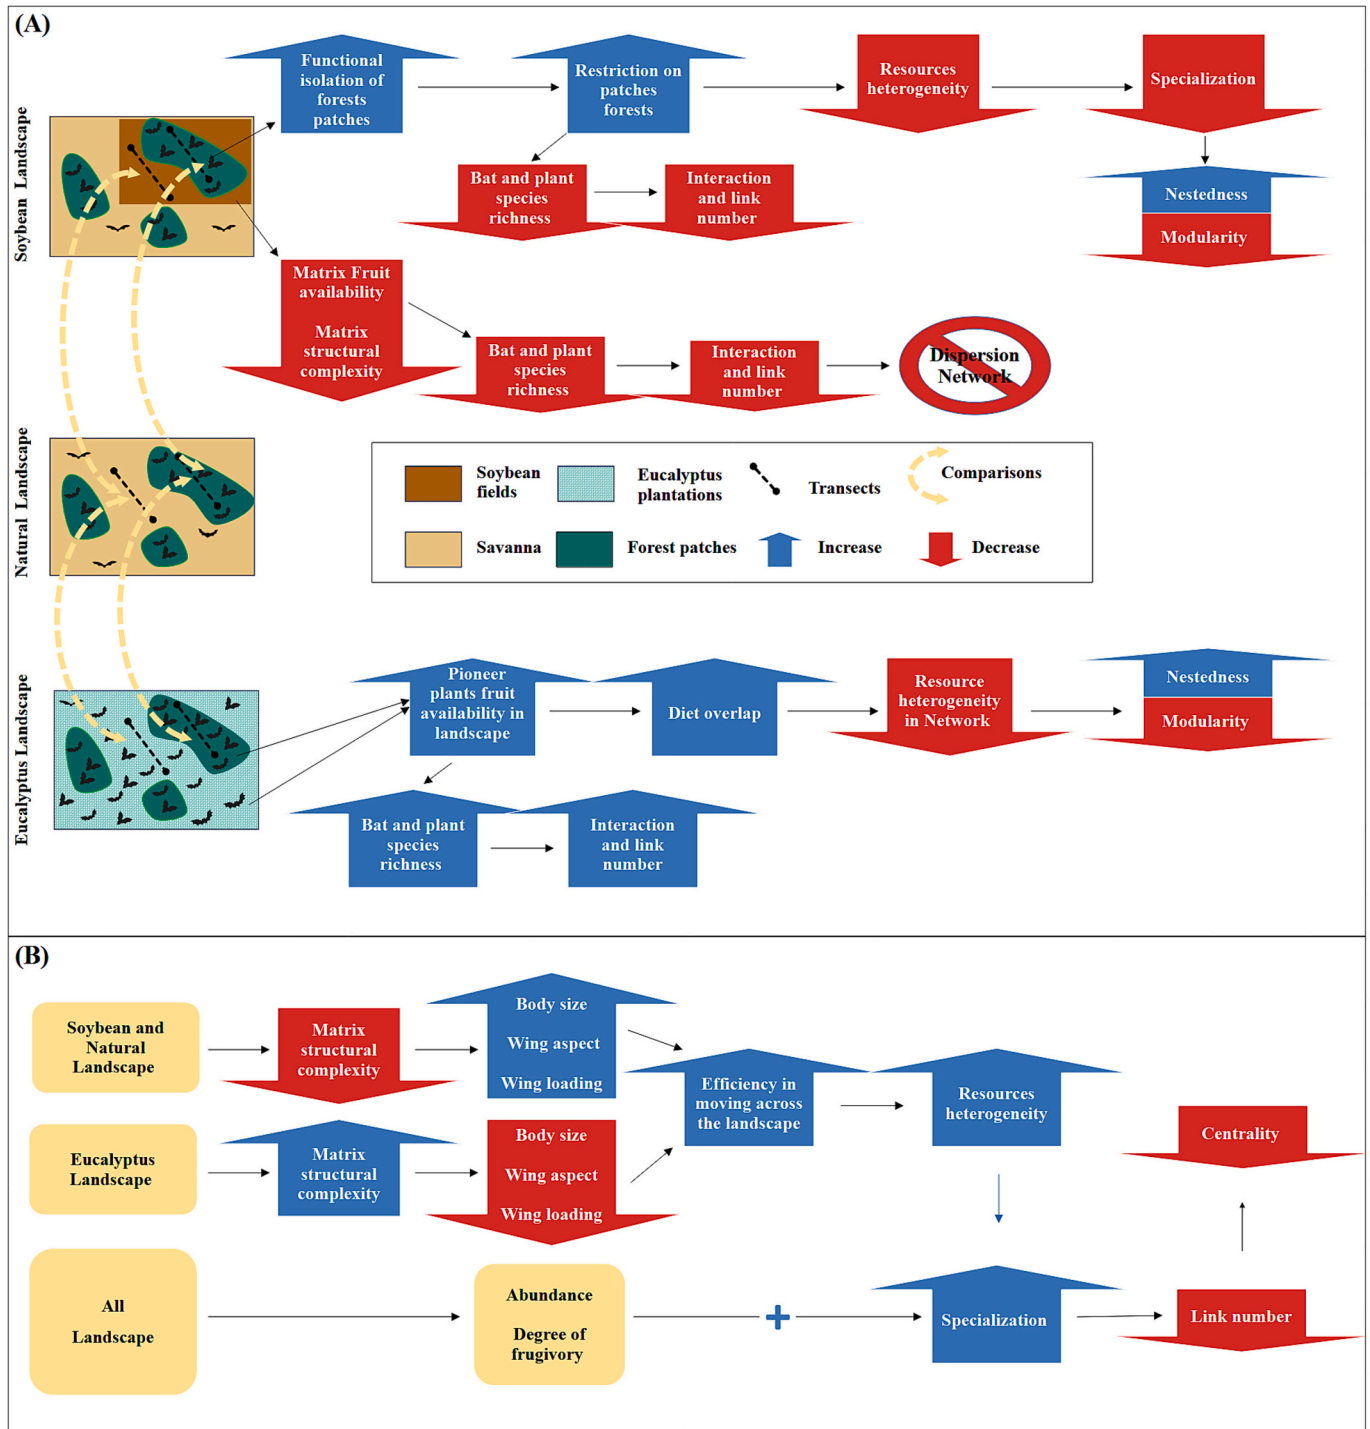 (A)
Soybean Landscape
Functional
isolation of
forests
patches
Restriction on
patches
forests
Resources
heterogeneity
Specialization
Bat and plant
species
richness
Interaction
and link
number
Nestedness
Modularity
Matrix Fruit
availability
Matrix
structural
complexity
Bat and plant
species
richness
Interaction
and link
number
Dispersion
Network
Natural Landscape
Soybean
fields
Eucalyptus
plantations
Transects
Comparisons
Savanna
Forest patches
Increase
Decrease
Eucalyptus Landscape
Pioneer
plants fruit
availability in
landscape
Diet overlap
Resource
heterogeneity
in Network
Nestedness
Modularity
Bat and plant
species
richness
Interaction
and link
number
(B)
Soybean and
Natural
Landscape
Matrix
structural
complexity
Body size
Wing aspect
Wing loading
Efficiency in
moving across
the landscape
Resources
heterogeneity
Eucalyptus
Landscape
Matrix
structural
complexity
Body size
Wing aspect
Wing loading
Centrality
All
Landscape
Abundance
Degree of
frugivory
+
Specialization
Link number